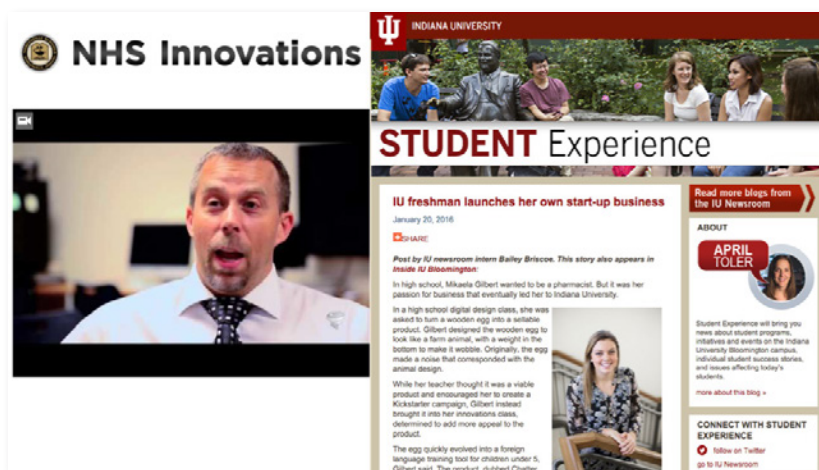 NHS Innovations
INDIANA UNIVERSITY
STUDENT Experience
IU freshman launches her own start-up business
January 20, 2016
SHARE
Post by IU newsroom intern Bailey Briscoe. This story also appears in
Inside IU Bloomington:
In high school, Mikaela Gilbert wanted to be a pharmacist. But it was her
passion for business that eventually led her to Indiana University.
In a high school digital design class, she was
asked to turn a wooden egg into a sellable
product. Gilbert designed the wooden egg to
look like a farm animal, with a weight in the
bottom to make it wobble. Originally, the egg
made a noise that corresponded with the
animal design.
While her teacher thought it was a viable
product and encouraged her to create a
Kickstarter campaign, Gilbert instead
brought it into her innovations class,
determined to add more appeal to the
product.
The egg quickly evolved into a foreign
language training tool for children under 5,
Gilbert said. The product, dubbed Chatter
Read more blogs from
the IU Newsroom
ABOUT
APRIL
TOLER
Student Experience will bring you
news about student programs,
initiatives and events on the Indiana
University Bloomington campus,
individual student success stories,
and issues affecting today's
students.
more about this blog »
CONNECT WITH STUDENT
EXPERIENCE
follow on Twitter
go to IU Newsroom